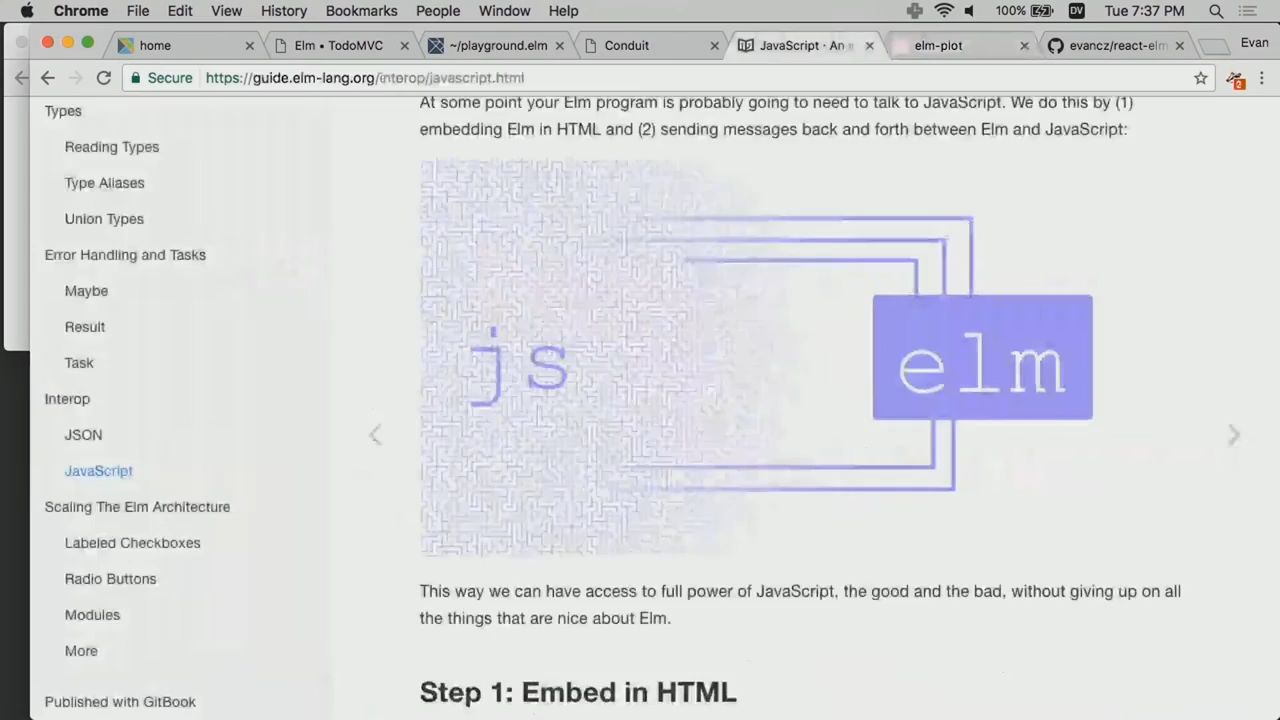 Chrome File Edit View History Bookmarks People Window Help 100% DV Tue 7:37 PM
home Elm • TodoMVC ~/playground.elm Conduit JavaScript · An e elm-plot evancz/react-elm Evan
Secure https://guide.elm-lang.org/interop/javascript.html 2
Types
Reading Types
Type Aliases
Union Types
Error Handling and Tasks
Maybe
Result
Task
Interop
JSON
JavaScript
Scaling The Elm Architecture
Labeled Checkboxes
Radio Buttons
Modules
More
Published with GitBook
At some point your Elm program is probably going to need to talk to JavaScript. We do this by (1)
embedding Elm in HTML and (2) sending messages back and forth between Elm and JavaScript:
js
elm
This way we can have access to full power of JavaScript, the good and the bad, without giving up on all
the things that are nice about Elm.
Step 1: Embed in HTML